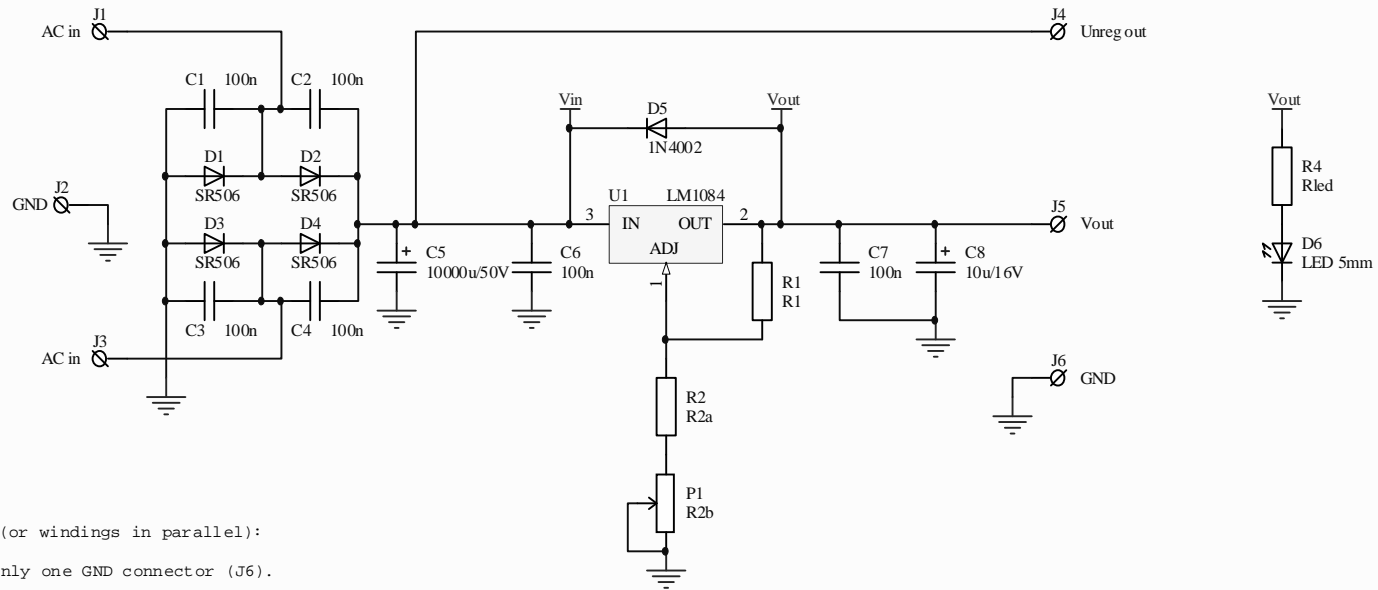 J1
AC in
J4
Unreg out
C1 100n
C2 100n
Vin
D5
1N4002
Vout
Vout
D1
SR506
D2
SR506
R4
Rled
J2
GND
U1 LM1084
3 IN OUT 2
ADJ
1
J5
Vout
D3
SR506
D4
SR506
C5
10000u/50V
C6
100n
R1
R1
C7
100n
C8
10u/16V
D6
LED 5mm
C3 100n
C4 100n
J3
AC in
J6
GND
R2
R2a
P1
R2b
(or windings in parallel):
nly one GND connector (J6).